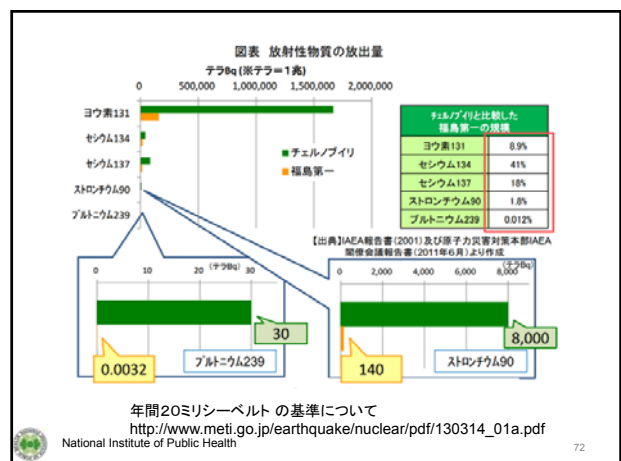 図表 放射性物質の放出量
テラBq (※テラ=1兆)
0 500,000 1,000,000 1,500,000 2,000,000
ヨウ素131
セシウム134
セシウム137
ストロンチウム90
プルトニウム239
チェルノブイリ
福島第一
チェルノブイリと比較した
福島第一の規模
ヨウ素131 8.9%
セシウム134 41%
セシウム137 18%
ストロンチウム90 1.8%
プルトニウム239 0.012%
【出典】IAEA報告書(2001)及び原子力災害対策本部IAEA
閣僚会議報告書(2011年6月)より作成
(テラBq)
0 10 20 30
30
0.0032
プルトニウム239
(テラBq)
0 2,000 4,000 6,000 8,000
8,000
140
ストロンチウム90
年間20ミリシーベルト の基準について
http://www.meti.go.jp/earthquake/nuclear/pdf/130314_01a.pdf
National Institute of Public Health
72